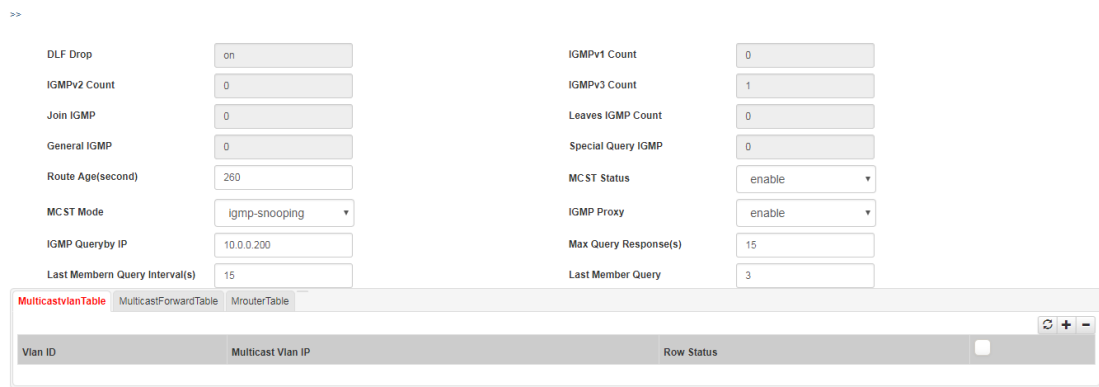 >>
DLF Drop on IGMPv1 Count 0
IGMPv2 Count 0 IGMPv3 Count 1
Join IGMP 0 Leaves IGMP Count 0
General IGMP 0 Special Query IGMP 0
Route Age(second) 260 MCST Status enable
MCST Mode igmp-snooping IGMP Proxy enable
IGMP Queryby IP 10.0.0.200 Max Query Response(s) 15
Last Membern Query Interval(s) 15 Last Member Query 3
MulticastvlanTable MulticastForwardTable MrouterTable
Vlan ID Multicast Vlan IP Row Status